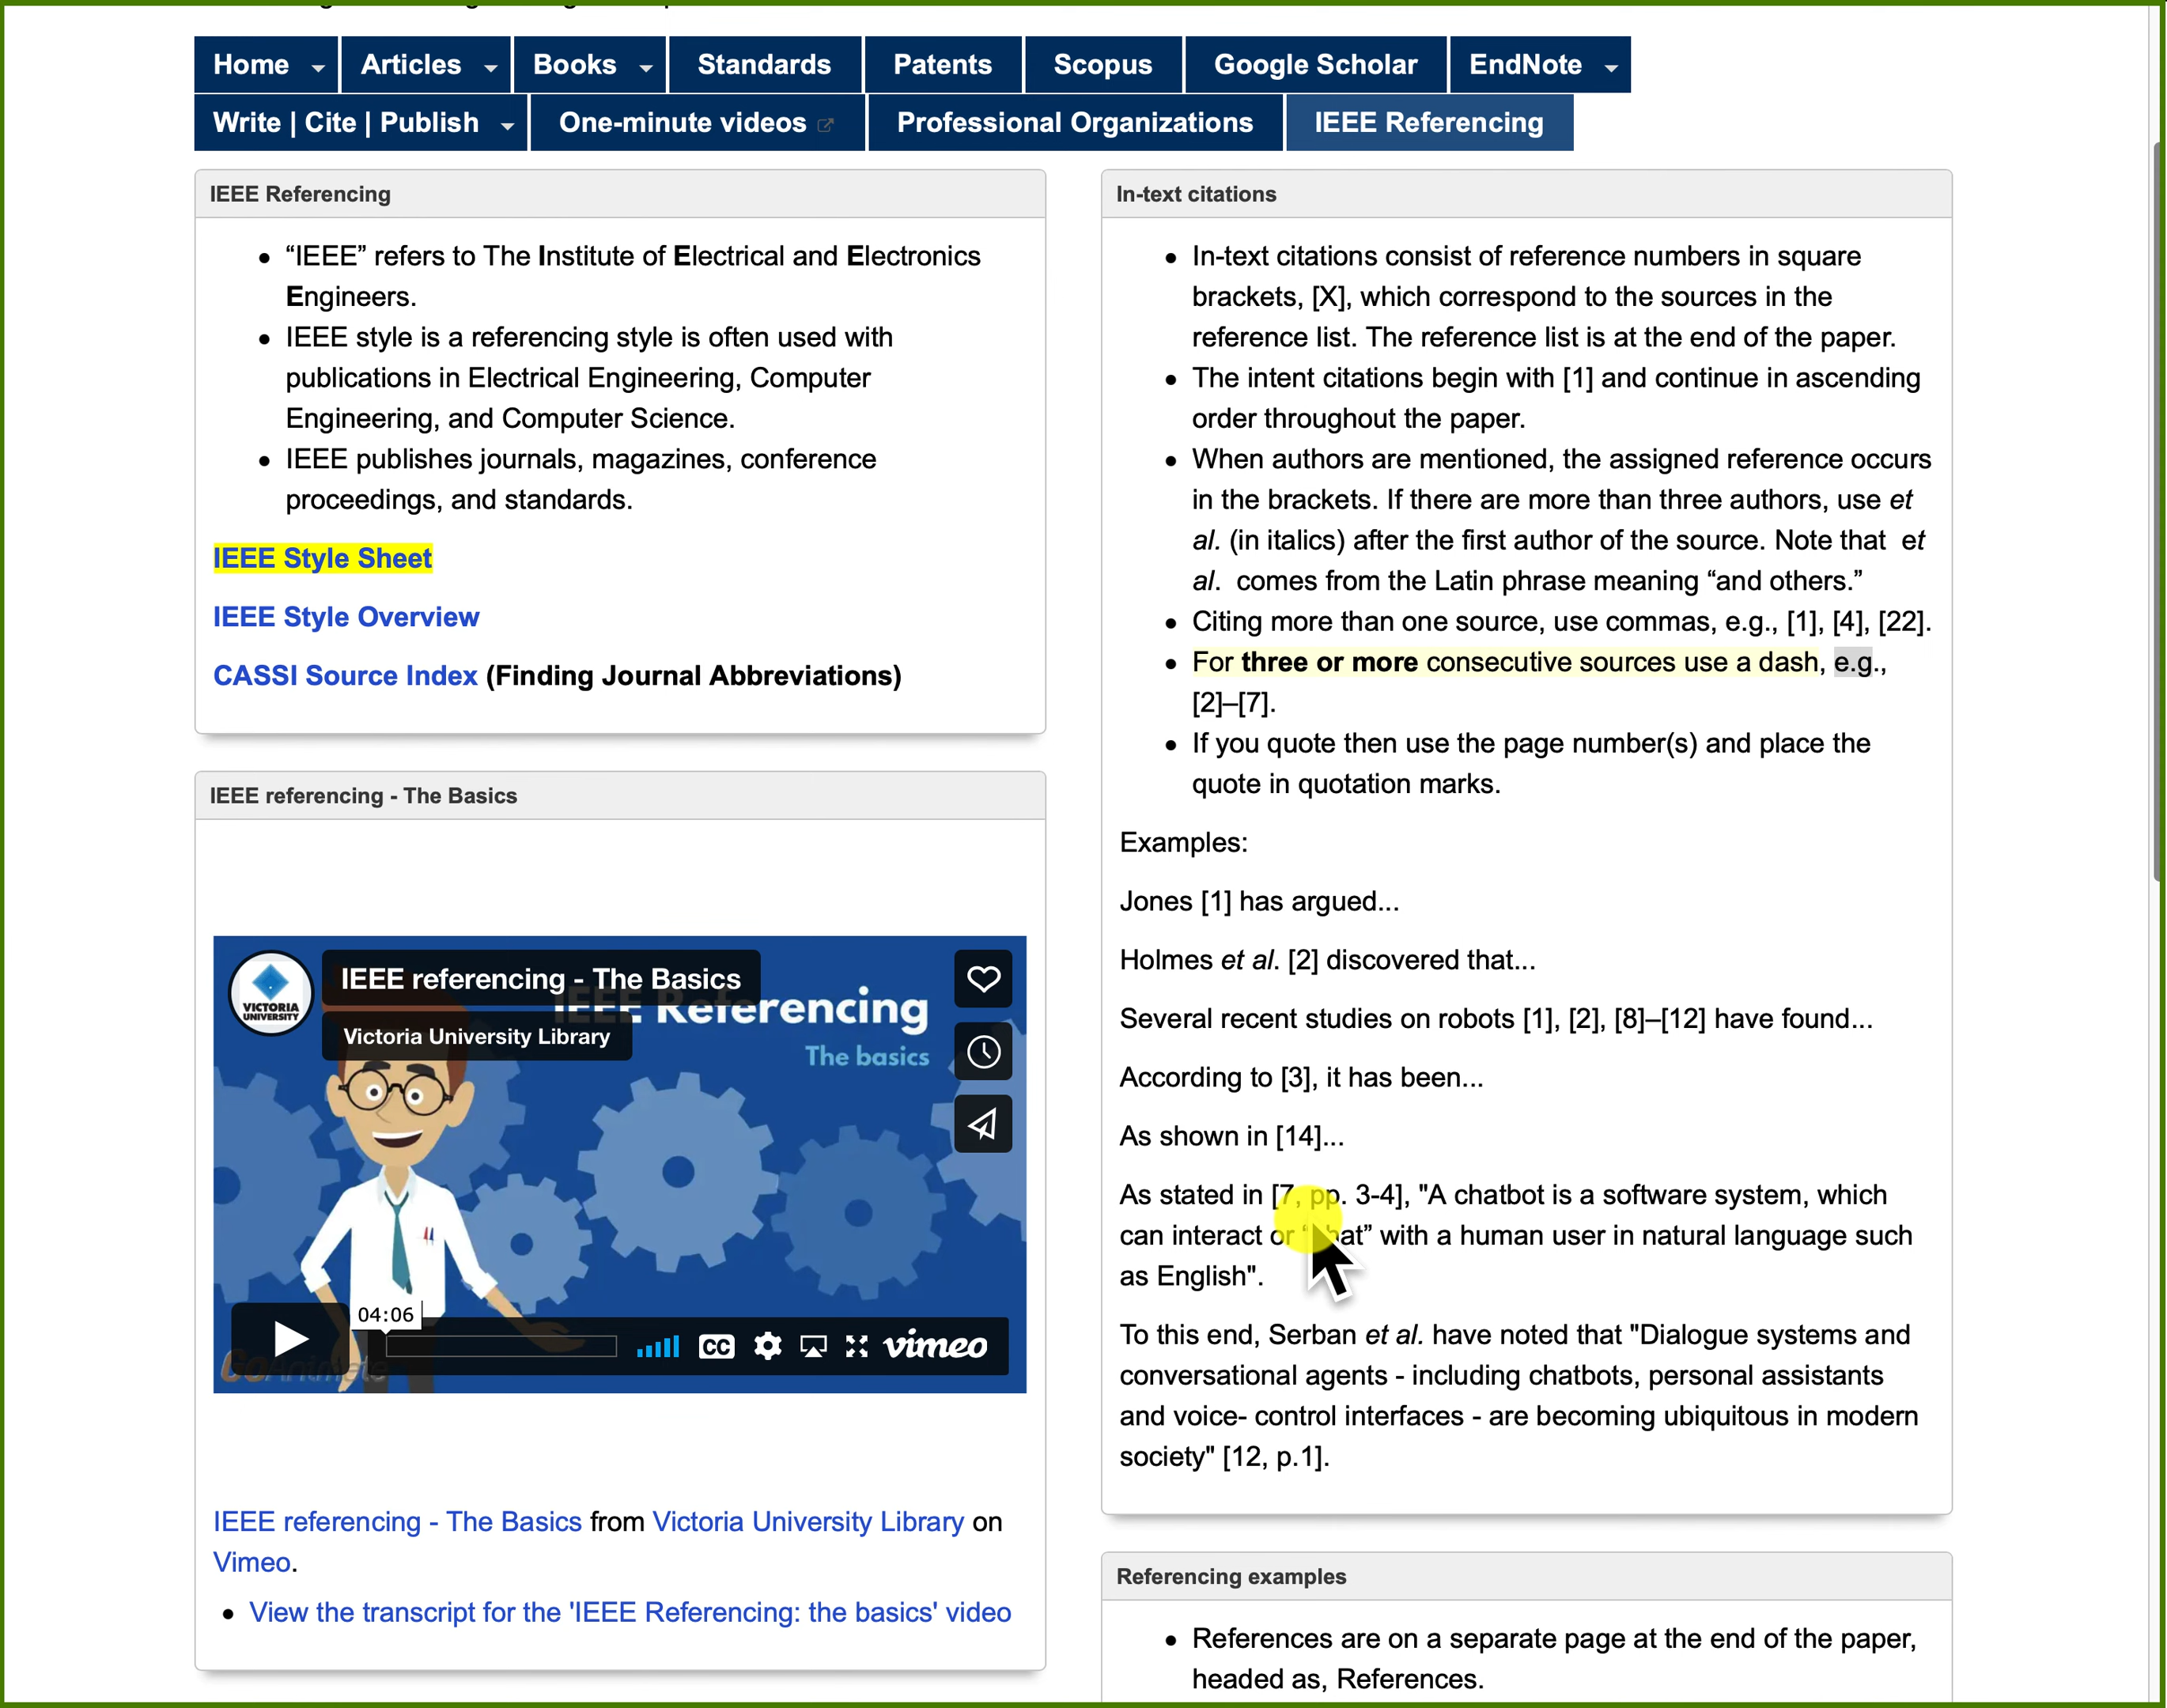 Home
Articles
Books
Standards
Patents
Scopus
Google Scholar
EndNote
Write | Cite | Publish
One-minute videos
Professional Organizations
IEEE Referencing
IEEE Referencing
“IEEE” refers to The Institute of Electrical and Electronics
Engineers.
IEEE style is a referencing style is often used with
publications in Electrical Engineering, Computer
Engineering, and Computer Science.
IEEE publishes journals, magazines, conference
proceedings, and standards.
IEEE Style Sheet
IEEE Style Overview
CASSI Source Index (Finding Journal Abbreviations)
IEEE referencing - The Basics
VICTORIA
UNIVERSITY
IEEE referencing - The Basics
IEEE Referencing
Victoria University Library
The basics
04:06
CC
vimeo
GoAnimate
IEEE referencing - The Basics from Victoria University Library on
Vimeo.
View the transcript for the 'IEEE Referencing: the basics' video
In-text citations
In-text citations consist of reference numbers in square
brackets, [X], which correspond to the sources in the
reference list. The reference list is at the end of the paper.
The intent citations begin with [1] and continue in ascending
order throughout the paper.
When authors are mentioned, the assigned reference occurs
in the brackets. If there are more than three authors, use et
al. (in italics) after the first author of the source. Note that  et
al.  comes from the Latin phrase meaning “and others.”
Citing more than one source, use commas, e.g., [1], [4], [22].
For three or more consecutive sources use a dash, e.g.,
[2]–[7].
If you quote then use the page number(s) and place the
quote in quotation marks.
Examples:
Jones [1] has argued...
Holmes et al. [2] discovered that...
Several recent studies on robots [1], [2], [8]–[12] have found...
According to [3], it has been...
As shown in [14]...
As stated in [7, pp. 3-4], "A chatbot is a software system, which
can interact or “chat” with a human user in natural language such
as English".
To this end, Serban et al. have noted that "Dialogue systems and
conversational agents - including chatbots, personal assistants
and voice- control interfaces - are becoming ubiquitous in modern
society" [12, p.1].
Referencing examples
References are on a separate page at the end of the paper,
headed as, References.